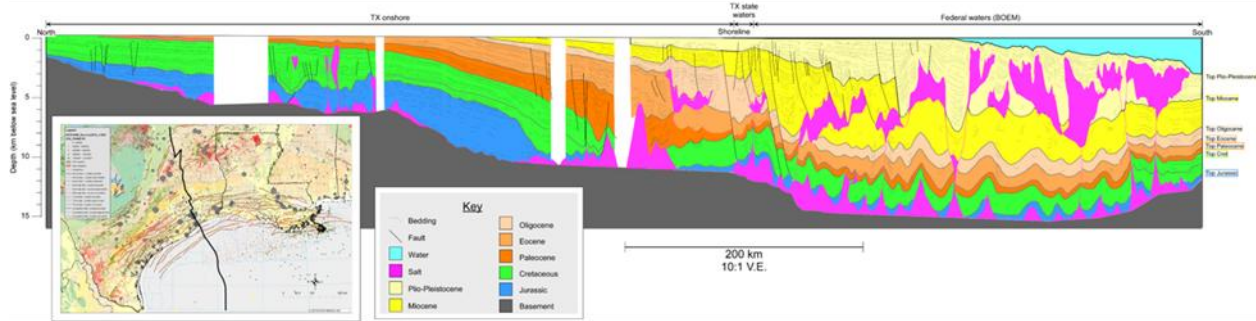 TX onshore
TX state
waters
Federal waters (BOEM)
North
Shoreline
South
Depth (km below sea level)
0
5
10
15
Top Plio-Pleistocene
Top Miocene
Top Oligocene
Top Eocene
Top Paleocene
Top Cret
Top Jurassic
Key
Bedding
Fault
Water
Salt
Plio-Pleistocene
Miocene
Oligocene
Eocene
Paleocene
Cretaceous
Jurassic
Basement
200 km
10:1 V.E.